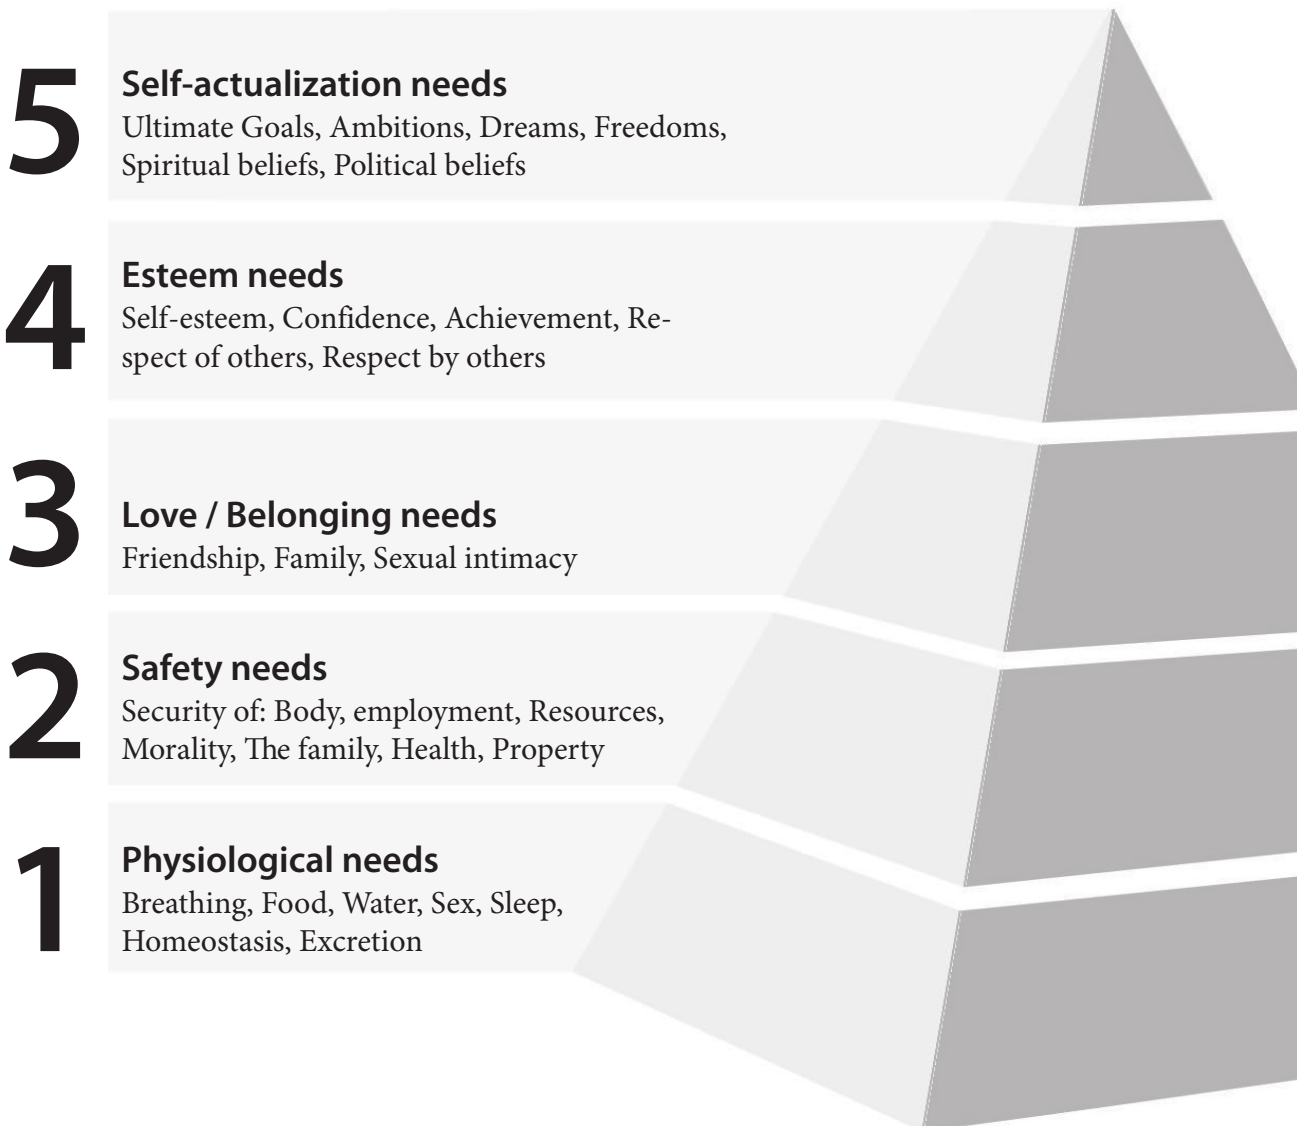 5
Self-actualization needs
Ultimate Goals, Ambitions, Dreams, Freedoms,
Spiritual beliefs, Political beliefs
4
Esteem needs
Self-esteem, Confidence, Achievement, Re-
spect of others, Respect by others
3
Love / Belonging needs
Friendship, Family, Sexual intimacy
2
Safety needs
Security of: Body, employment, Resources,
Morality, The family, Health, Property
1
Physiological needs
Breathing, Food, Water, Sex, Sleep,
Homeostasis, Excretion